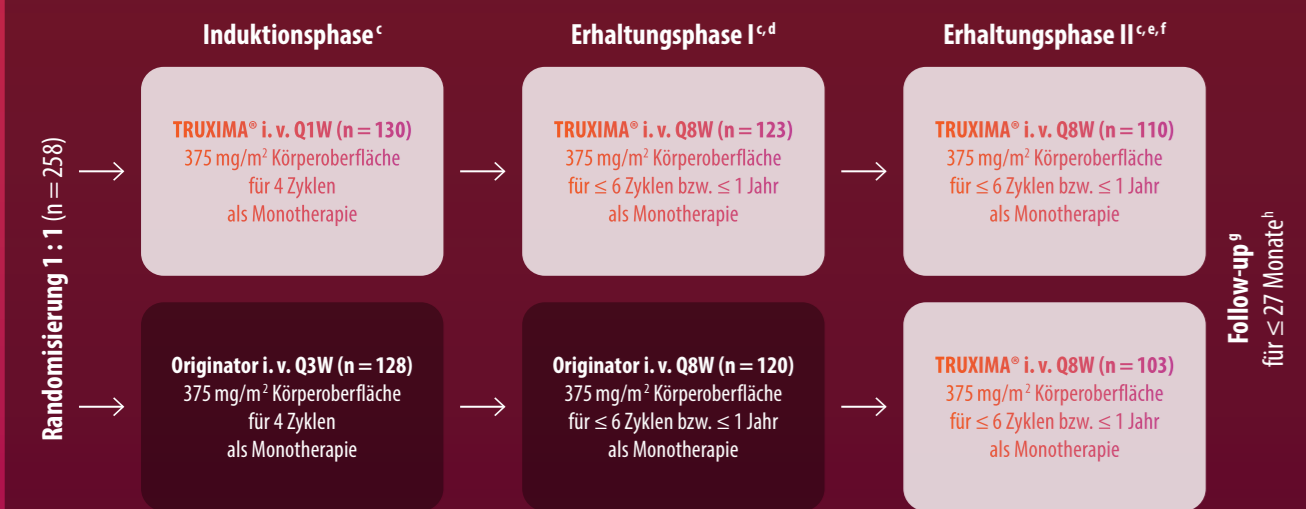 Induktionsphase c
Erhaltungsphase I c, d
Erhaltungsphase II c, e, f
Randomisierung 1 : 1 (n = 258)
TRUXIMA® i. v. Q1W (n = 130)
375 mg/m² Körperoberfläche
für 4 Zyklen
als Monotherapie
TRUXIMA® i. v. Q8W (n = 123)
375 mg/m² Körperoberfläche
für ≤ 6 Zyklen bzw. ≤ 1 Jahr
als Monotherapie
TRUXIMA® i. v. Q8W (n = 110)
375 mg/m² Körperoberfläche
für ≤ 6 Zyklen bzw. ≤ 1 Jahr
als Monotherapie
Originator i. v. Q3W (n = 128)
375 mg/m² Körperoberfläche
für 4 Zyklen
als Monotherapie
Originator i. v. Q8W (n = 120)
375 mg/m² Körperoberfläche
für ≤ 6 Zyklen bzw. ≤ 1 Jahr
als Monotherapie
TRUXIMA® i. v. Q8W (n = 103)
375 mg/m² Körperoberfläche
für ≤ 6 Zyklen bzw. ≤ 1 Jahr
als Monotherapie
Follow-up g
für ≤ 27 Monate h